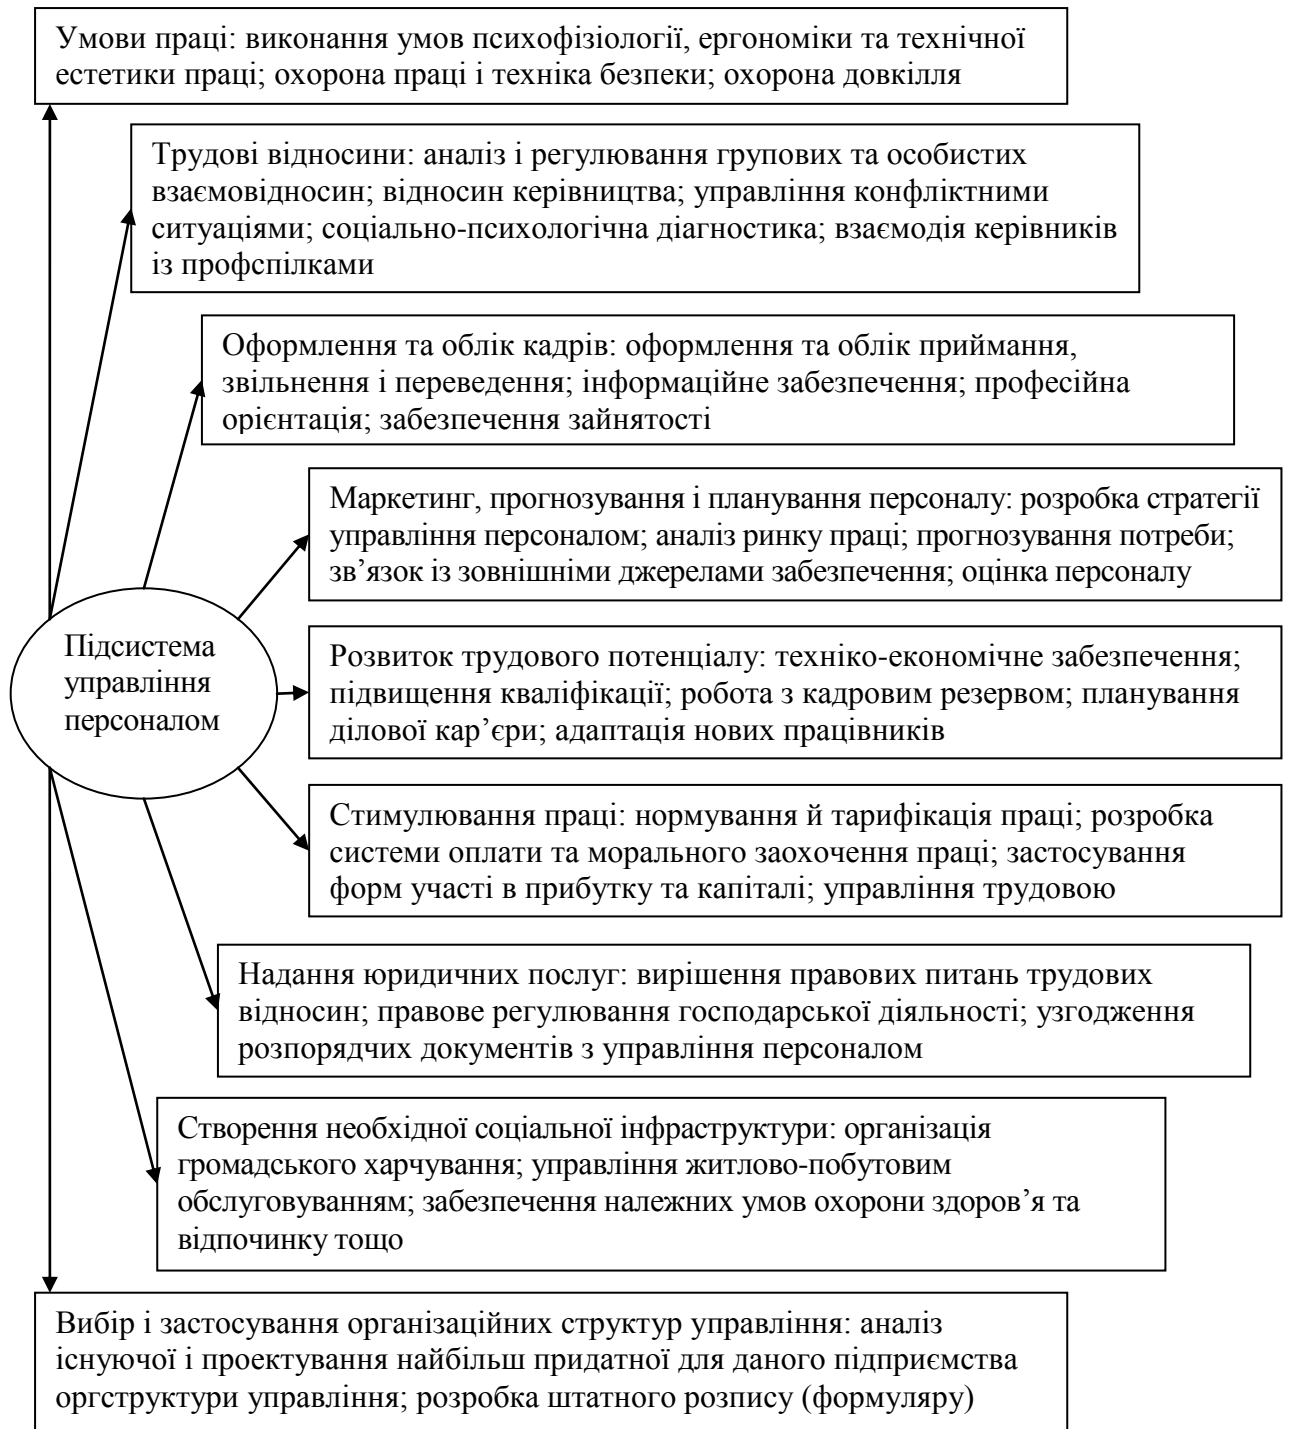 Умови праці: виконання умов психофізіології, ергономіки та технічної
естетики праці; охорона праці і техніка безпеки; охорона довкілля
Трудові відносини: аналіз і регулювання групових та особистих
взаємовідносин; відносин керівництва; управління конфліктними
ситуаціями; соціально-психологічна діагностика; взаємодія керівників
із профспілками
Оформлення та облік кадрів: оформлення та облік приймання,
звільнення і переведення; інформаційне забезпечення; професійна
орієнтація; забезпечення зайнятості
Маркетинг, прогнозування і планування персоналу: розробка стратегії
управління персоналом; аналіз ринку праці; прогнозування потреби;
зв’язок із зовнішніми джерелами забезпечення; оцінка персоналу
Підсистема
управління
персоналом
Розвиток трудового потенціалу: техніко-економічне забезпечення;
підвищення кваліфікації; робота з кадровим резервом; планування
ділової кар’єри; адаптація нових працівників
Стимулювання праці: нормування й тарифікація праці; розробка
системи оплати та морального заохочення праці; застосування
форм участі в прибутку та капіталі; управління трудовою
Надання юридичних послуг: вирішення правових питань трудових
відносин; правове регулювання господарської діяльності; узгодження
розпорядчих документів з управління персоналом
Створення необхідної соціальної інфраструктури: організація
громадського харчування; управління житлово-побутовим
обслуговуванням; забезпечення належних умов охорони здоров’я та
відпочинку тощо
Вибір і застосування організаційних структур управління: аналіз
існуючої і проектування найбільш придатної для даного підприємства
оргструктури управління; розробка штатного розпису (формуляру)